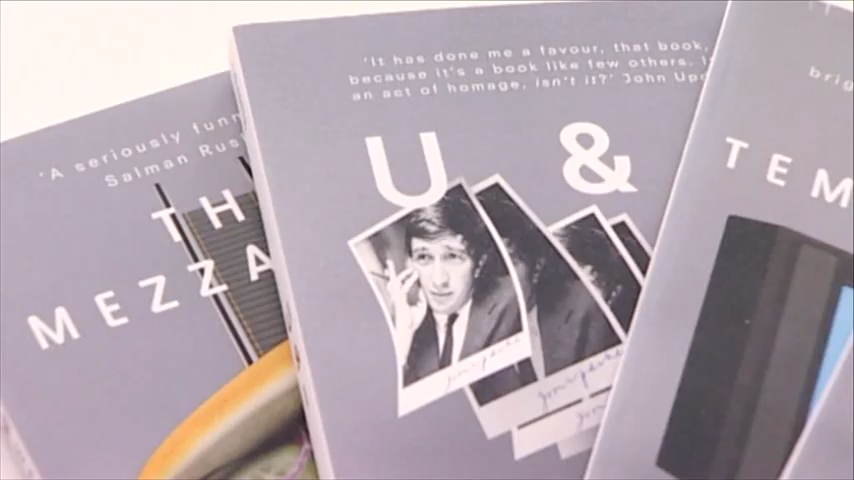 'A seriously funn
Salman Rus
TH
MEZZA
'It has done me a favour, that book,
because it's a book like few others.
an act of homage, isn't it?' John Up
U &
brig
TEM